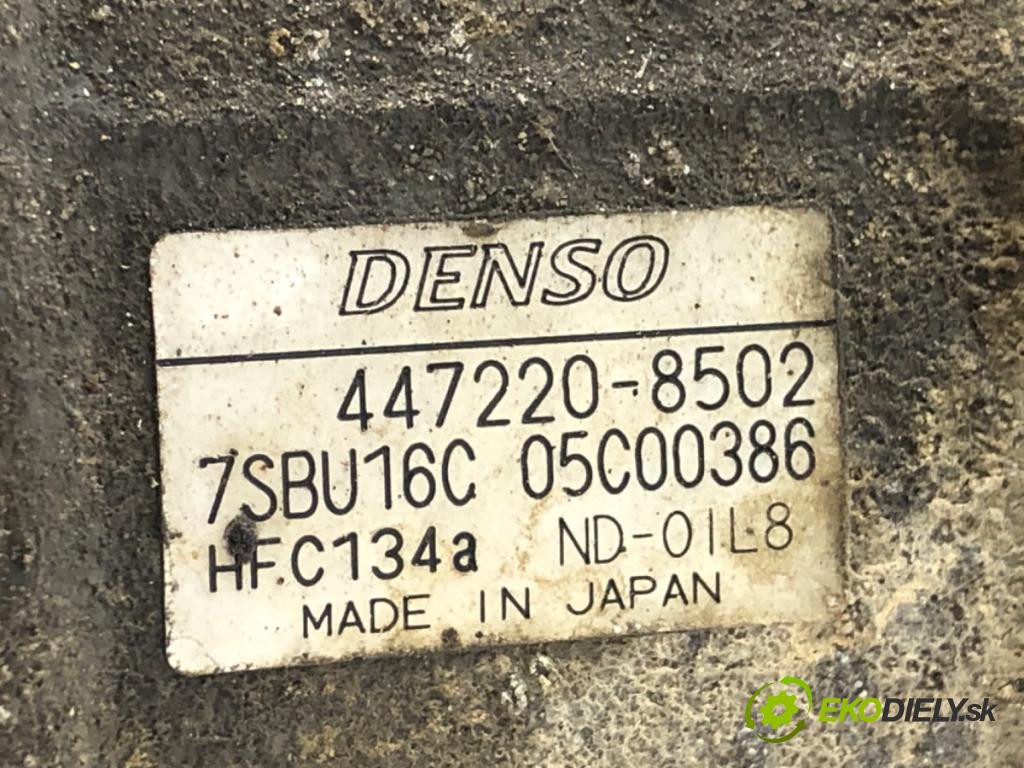 DENSO
447220-8502
7SBU16C 05C00386
HFC134a ND-OIL8
MADE IN JAPAN
EKODIELY.sk